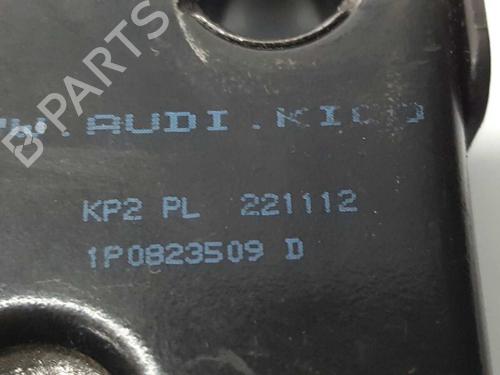 VW.AUDI.KICO
KP2 PL 221112
1P0823509 D
B-PARTS